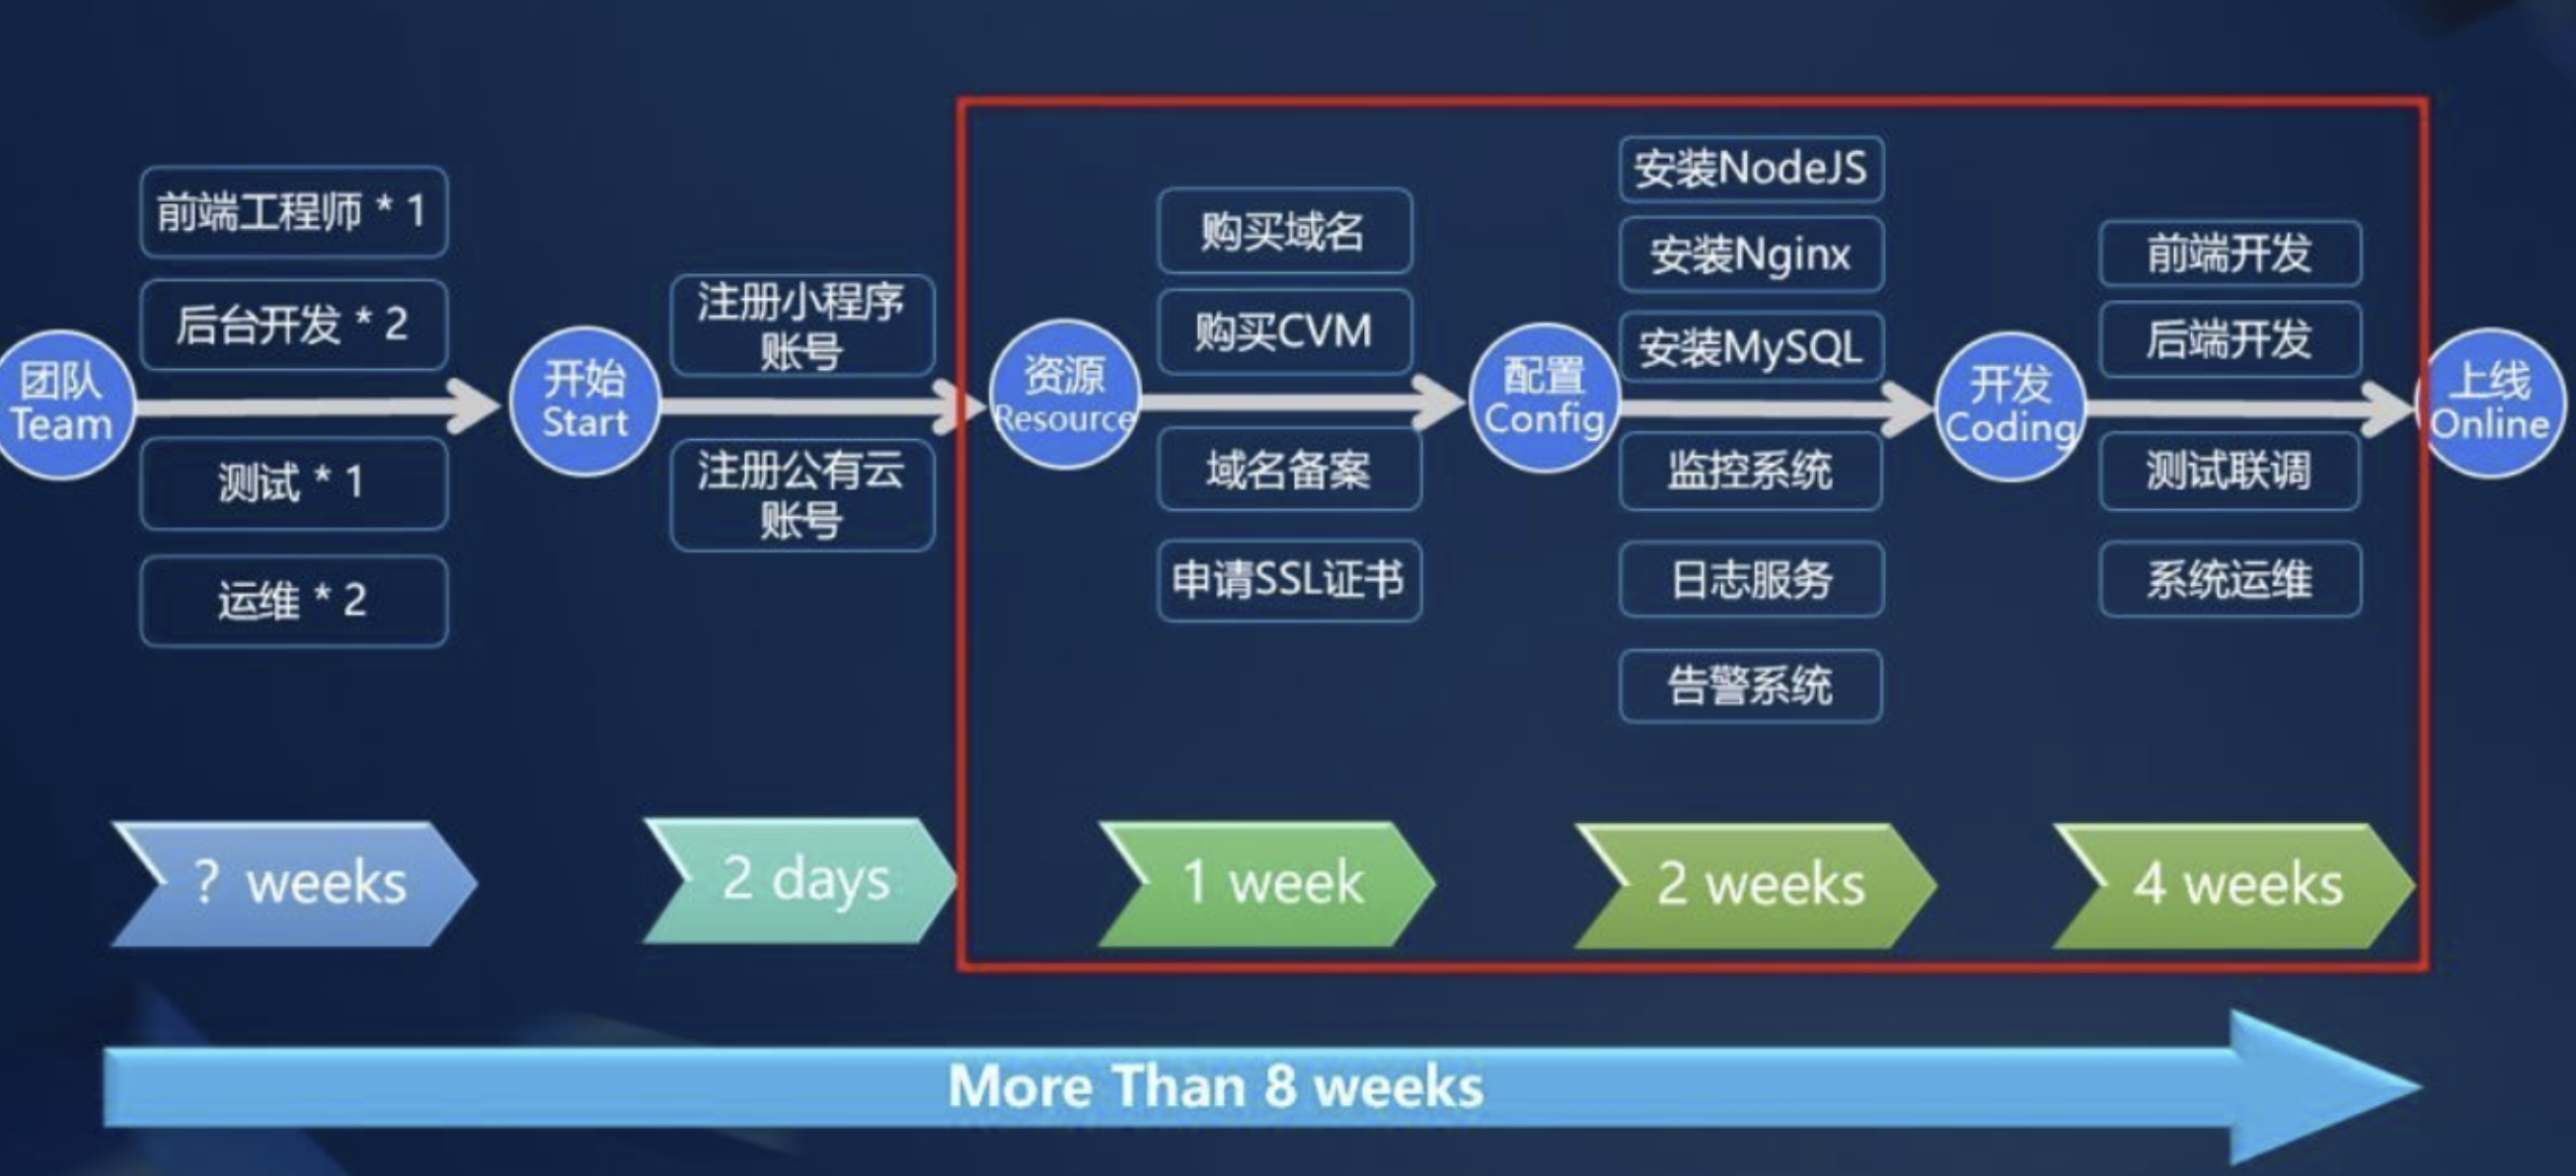 团队
Team
前端工程师 * 1
后台开发 * 2
测试 * 1
运维 * 2
开始
Start
注册小程序
账号
注册公有云
账号
资源
Resource
购买域名
购买CVM
域名备案
申请SSL证书
配置
Config
安装NodeJS
安装Nginx
安装MySQL
监控系统
日志服务
告警系统
开发
Coding
前端开发
后端开发
测试联调
系统运维
上线
Online
? weeks
2 days
1 week
2 weeks
4 weeks
More Than 8 weeks